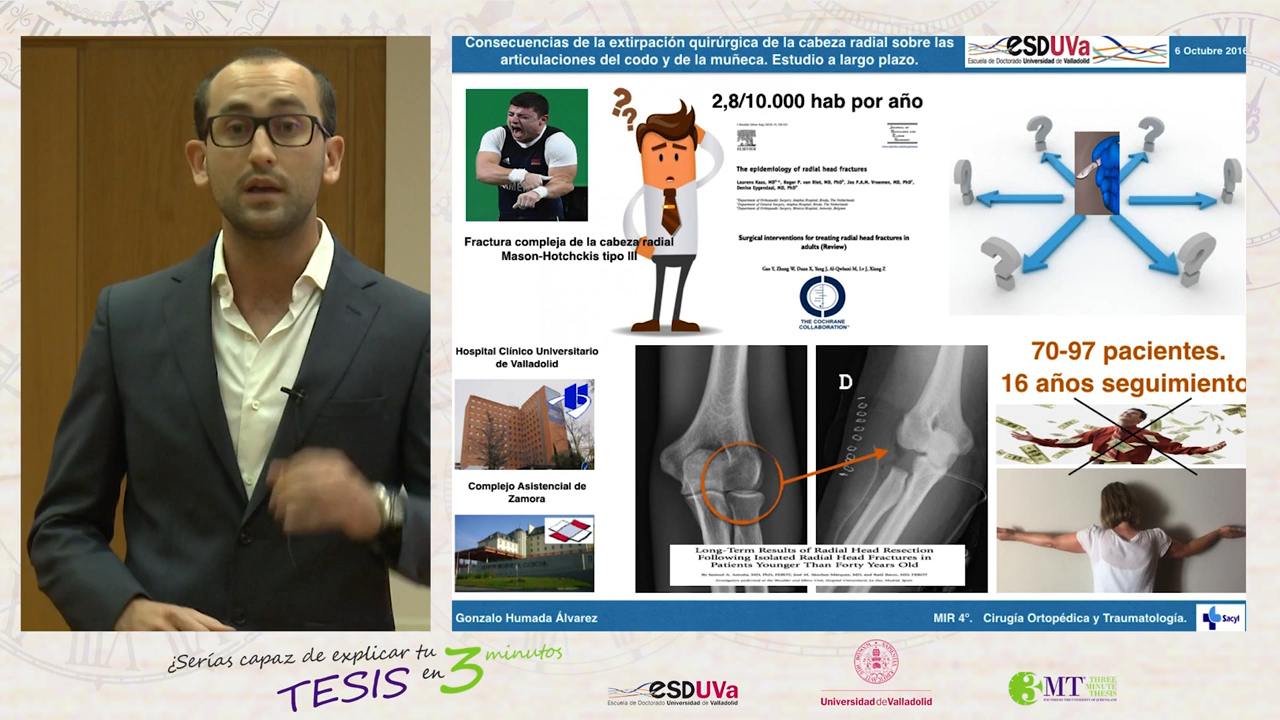 Consecuencias de la extirpación quirúrgica de la cabeza radial sobre las
articulaciones del codo y de la muñeca. Estudio a largo plazo.
esDUVa
Escuela de Doctorado Universidad de Valladolid
6 Octubre 2016
??
2,8/10.000 hab por año
ELSEVIER
The epidemiology of radial head fractures
Fractura compleja de la cabeza radial
Mason-Hotchckis tipo III
Surgical interventions for treating radial head fractures in
adults (Review)
THE COCHRANE
COLLABORATION
Hospital Clínico Universitario
de Valladolid
Complejo Asistencial de
Zamora
D
Long-Term Results of Radial Head Resection
Following Isolated Radial Head Fractures in
Patients Younger Than Forty Years Old
70-97 pacientes.
16 años seguimiento
Gonzalo Humada Álvarez
MIR 4º. Cirugía Ortopédica y Traumatología.
Sacyl
¿Serías capaz de explicar tu
TESIS en 3 minutos
esDUVa
Escuela de Doctorado Universidad de Valladolid
Universidad de Valladolid
3MT THREE
MINUTE
THESIS